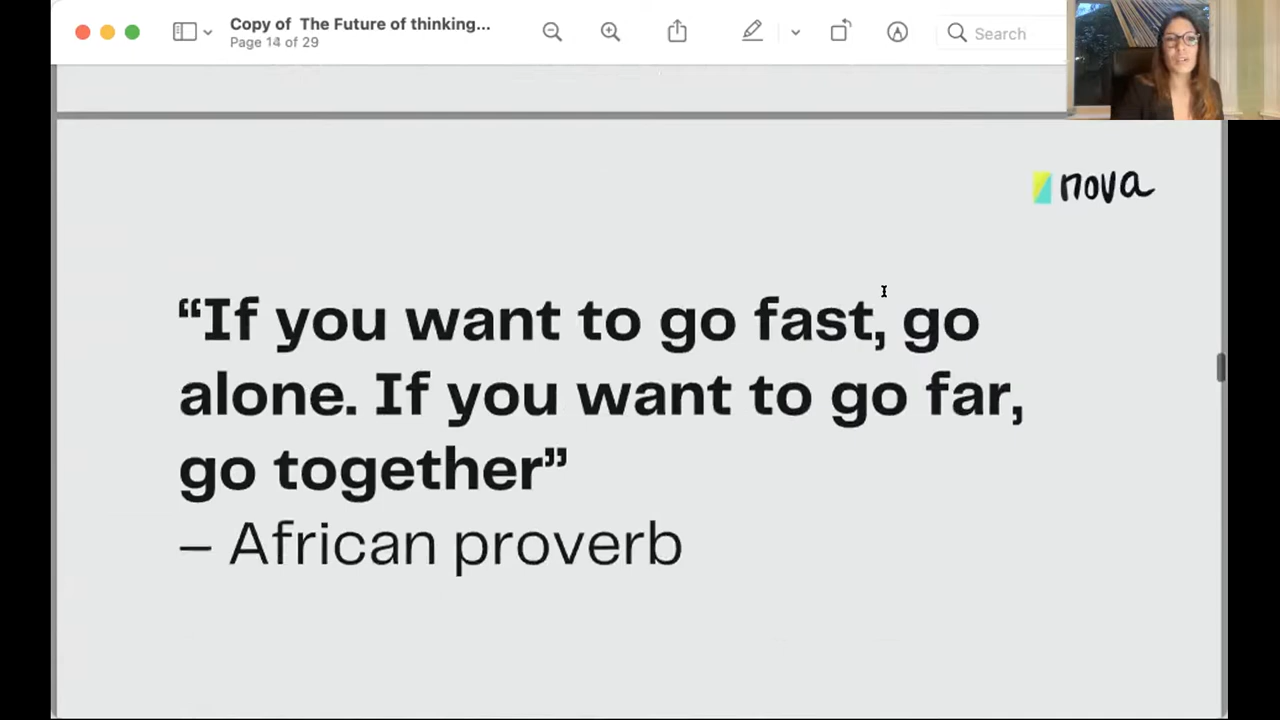 Copy of The Future of thinking...
Page 14 of 29
Search
nova
“If you want to go fast, go
alone. If you want to go far,
go together”
– African proverb